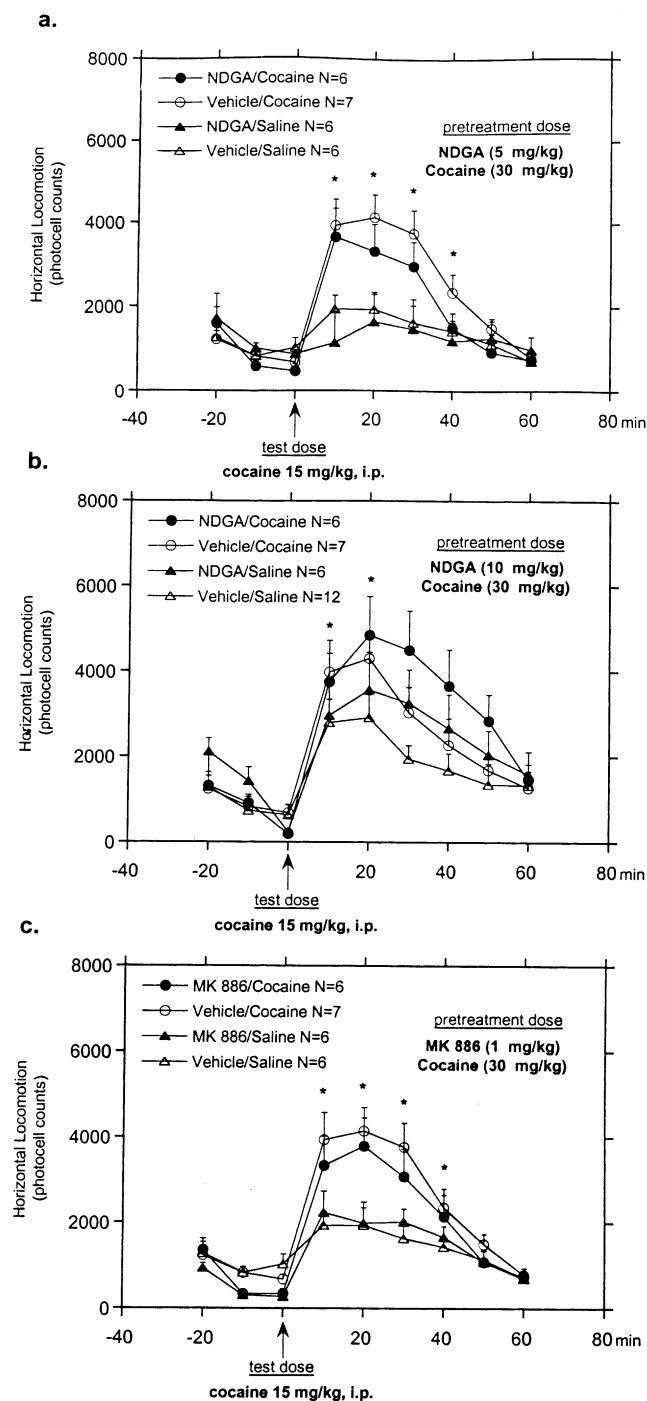 a.
8000
NDGA/Cocaine N=6
Vehicle/Cocaine N=7
NDGA/Saline N=6
Vehicle/Saline N=6
pretreatment dose
NDGA (5 mg/kg)
Cocaine (30 mg/kg)
6000
Horizontal Locomotion
(photocell counts)
* * * *
4000
2000
0
-40 -20 0 20 40 60 80 min
test dose
cocaine 15 mg/kg, i.p.
b.
8000
NDGA/Cocaine N=6
Vehicle/Cocaine N=7
NDGA/Saline N=6
Vehicle/Saline N=12
pretreatment dose
NDGA (10 mg/kg)
Cocaine (30 mg/kg)
6000
Horizontal Locomotion
(photocell counts)
* *
4000
2000
0
-40 -20 0 20 40 60 80 min
test dose
cocaine 15 mg/kg, i.p.
c.
8000
MK 886/Cocaine N=6
Vehicle/Cocaine N=7
MK 886/Saline N=6
Vehicle/Saline N=6
pretreatment dose
MK 886 (1 mg/kg)
Cocaine (30 mg/kg)
6000
Horizontal Locomotion
(photocell counts)
* * * *
4000
2000
0
-40 -20 0 20 40 60 80 min
test dose
cocaine 15 mg/kg, i.p.